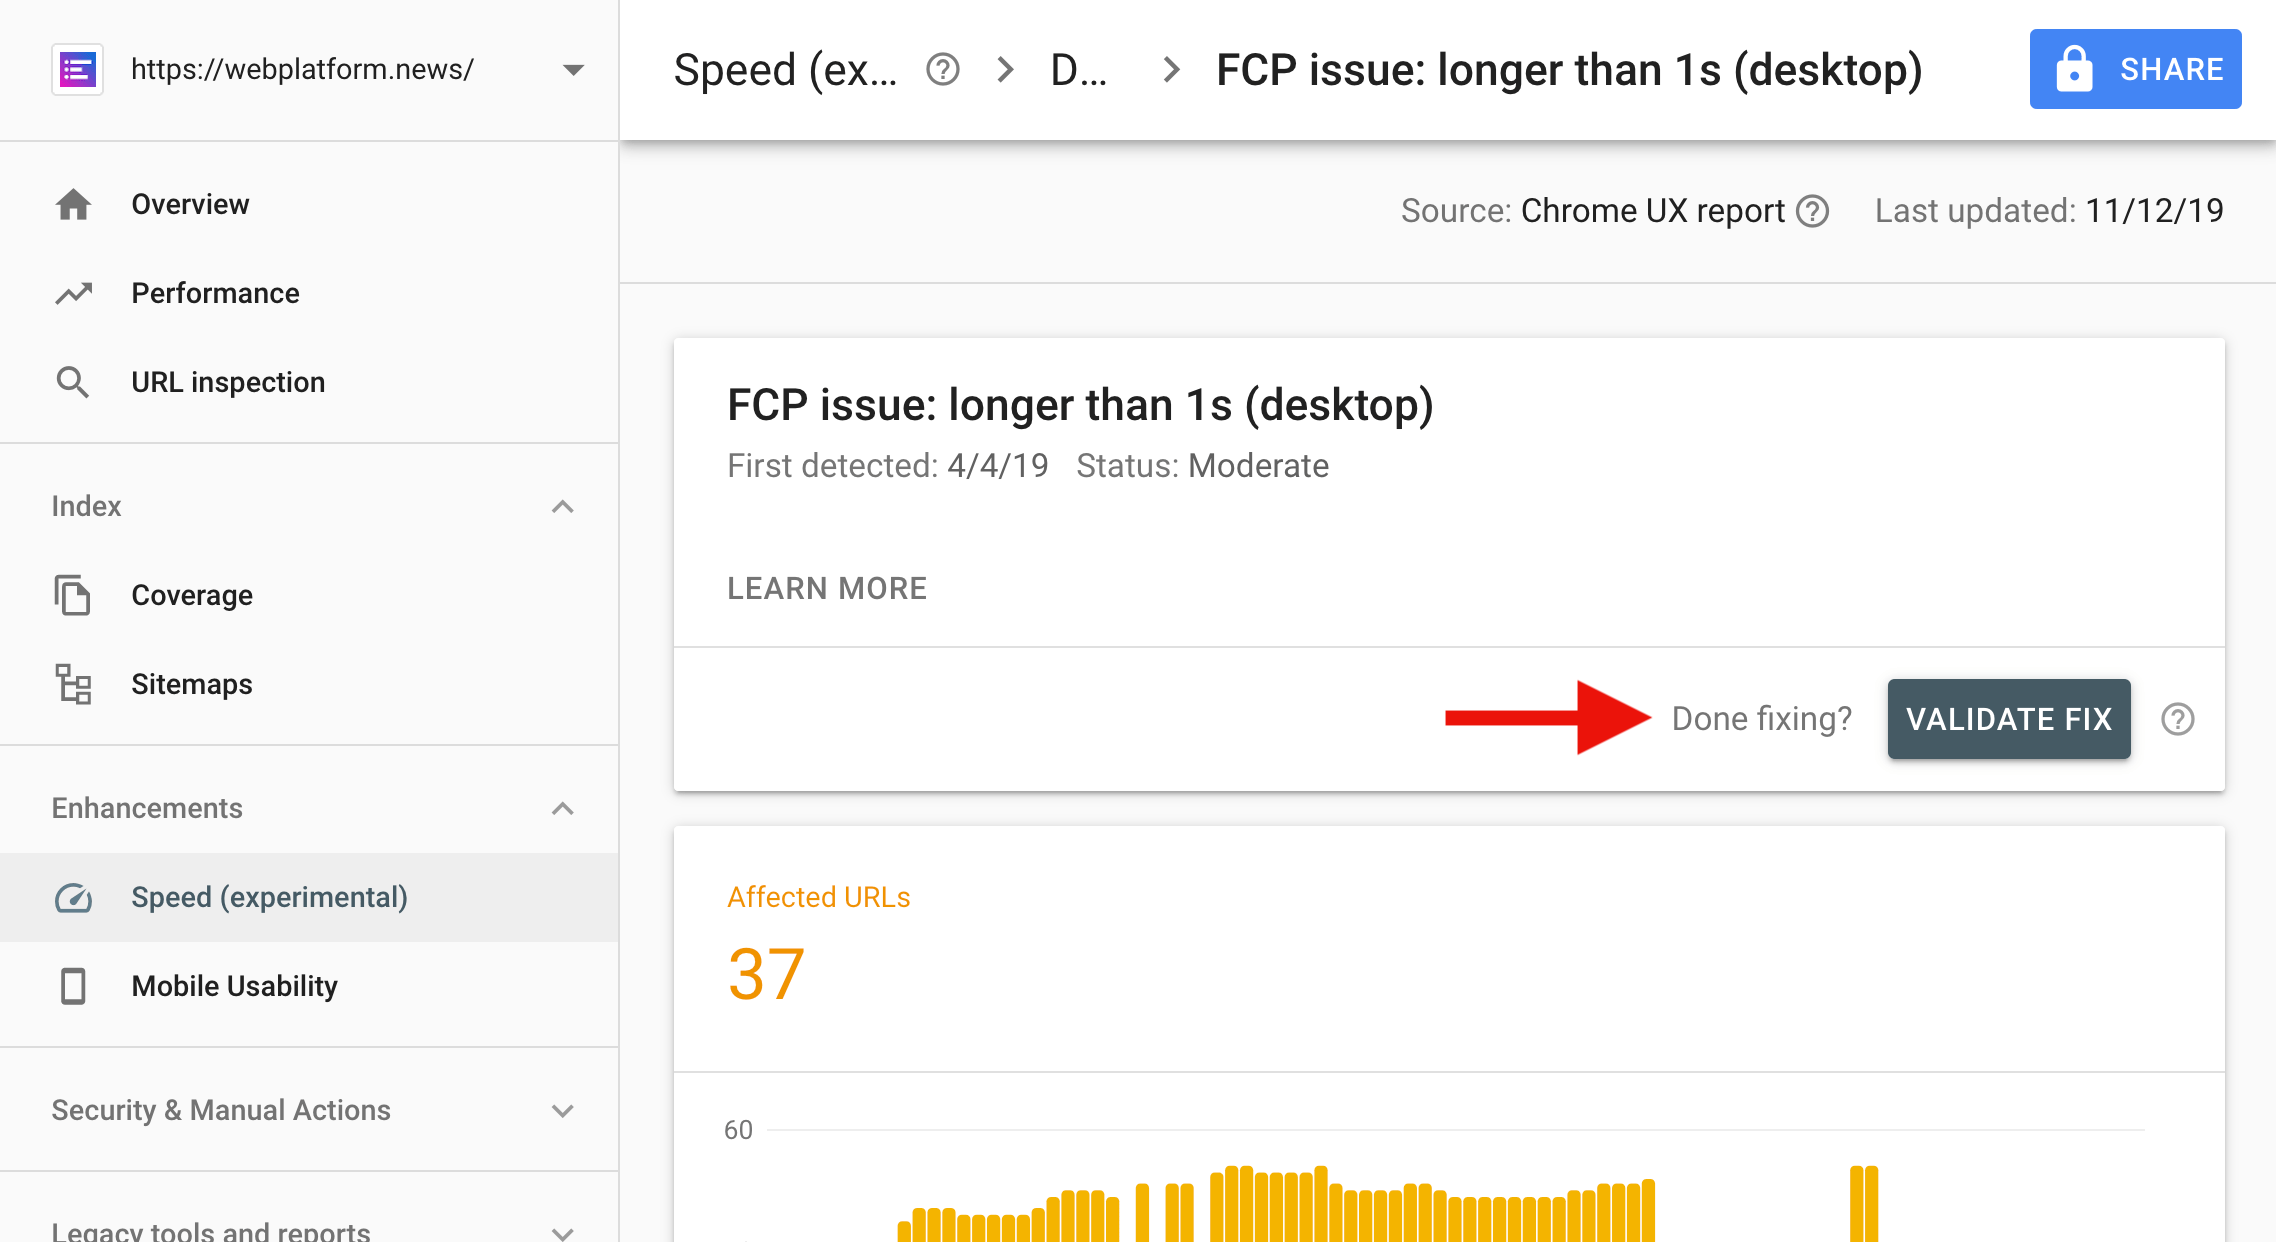 https://webplatform.news/
Overview
Performance
URL inspection
Index
Coverage
Sitemaps
Enhancements
Speed (experimental)
Mobile Usability
Security & Manual Actions
Legacy tools and reports
Speed (ex... > D... > FCP issue: longer than 1s (desktop)
SHARE
Source: Chrome UX report Last updated: 11/12/19
FCP issue: longer than 1s (desktop)
First detected: 4/4/19 Status: Moderate
LEARN MORE
Done fixing? VALIDATE FIX
Affected URLs
37
60